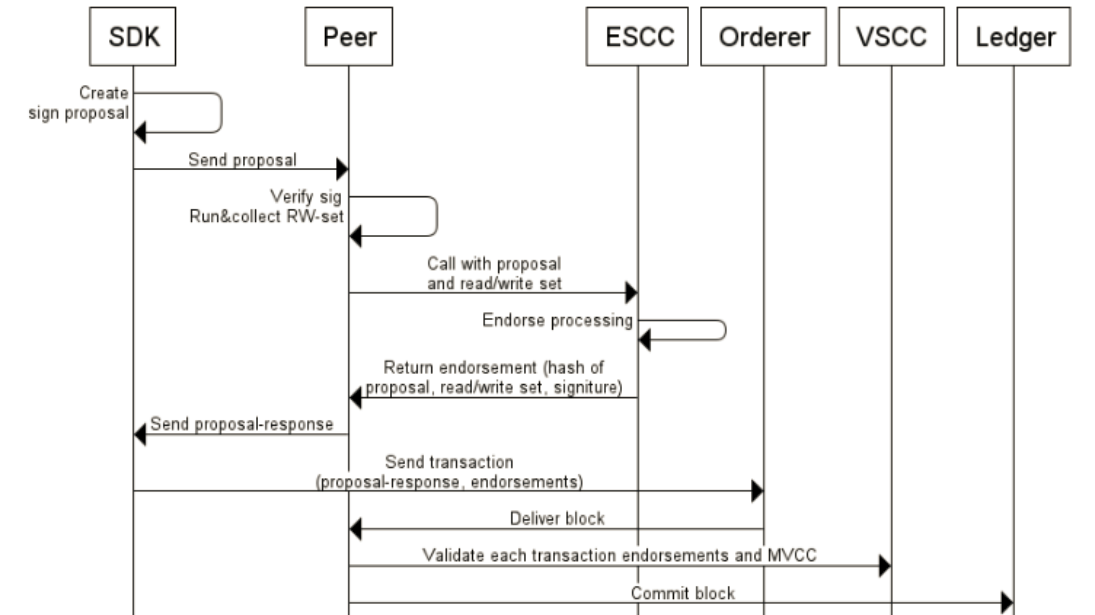 SDK
Peer
ESCC
Orderer
VSCC
Ledger
Create
sign proposal
Send proposal
Verify sig
Run&collect RW-set
Call with proposal
and read/write set
Endorse processing
Return endorsement (hash of
proposal, read/write set, signiture)
Send proposal-response
Send transaction
(proposal-response, endorsements)
Deliver block
Validate each transaction endorsements and MVCC
Commit block